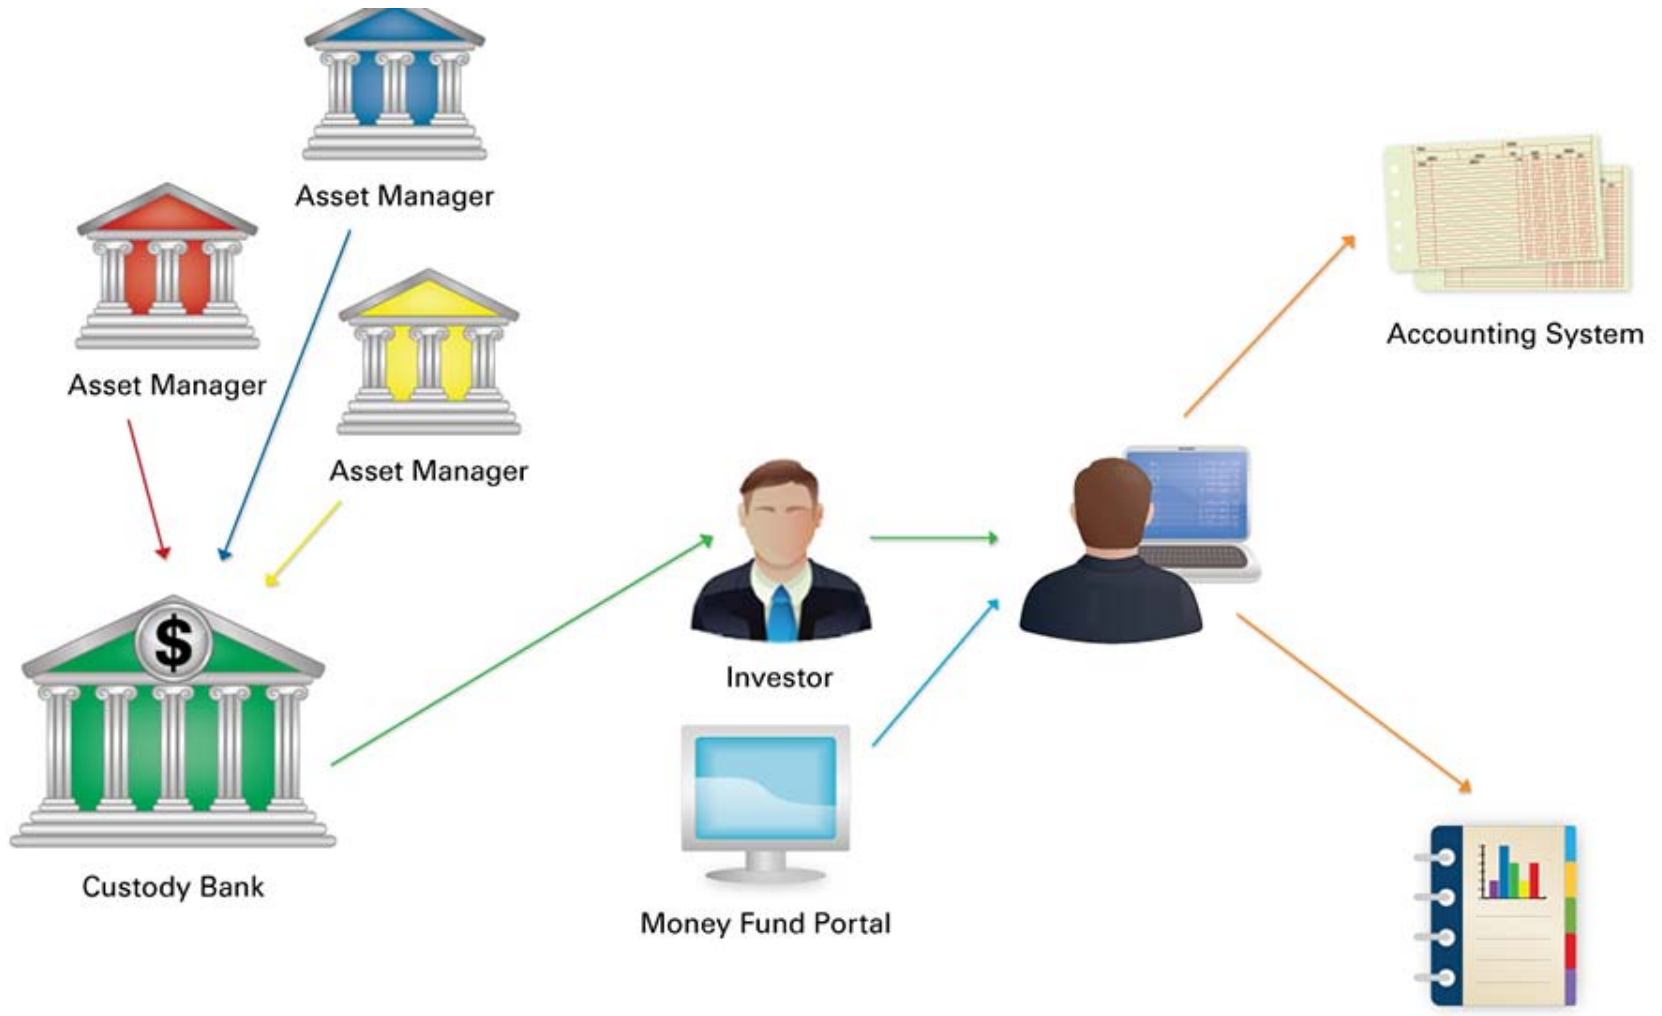 Asset Manager
Asset Manager
Asset Manager
Accounting System
Investor
$
Custody Bank
Money Fund Portal